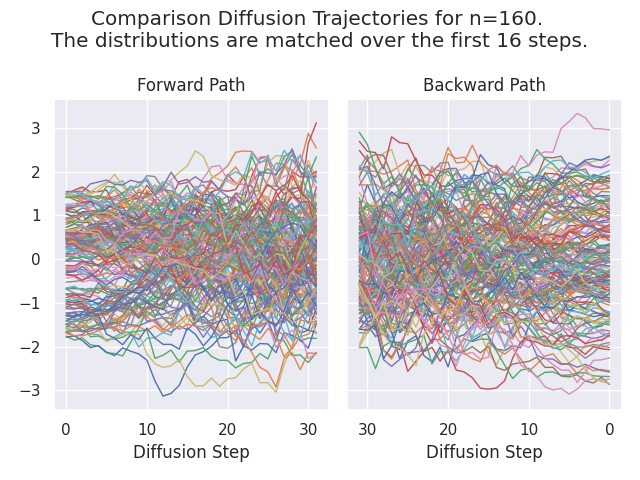 Comparison Diffusion Trajectories for n=160.
The distributions are matched over the first 16 steps.
Forward Path
Backward Path
3
2
1
0
−1
−2
−3
0 10 20 30
30 20 10 0
Diffusion Step
Diffusion Step